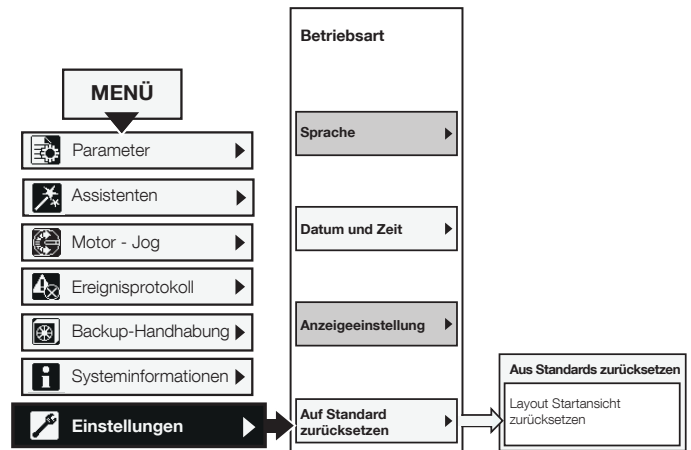 MENÜ
Parameter
Assistenten
Motor - Jog
Ereignisprotokoll
Backup-Handhabung
Systeminformationen
Einstellungen
Betriebsart
Sprache
Datum und Zeit
Anzeigeeinstellung
Auf Standard
zurücksetzen
Aus Standards zurücksetzen
Layout Startansicht
zurücksetzen